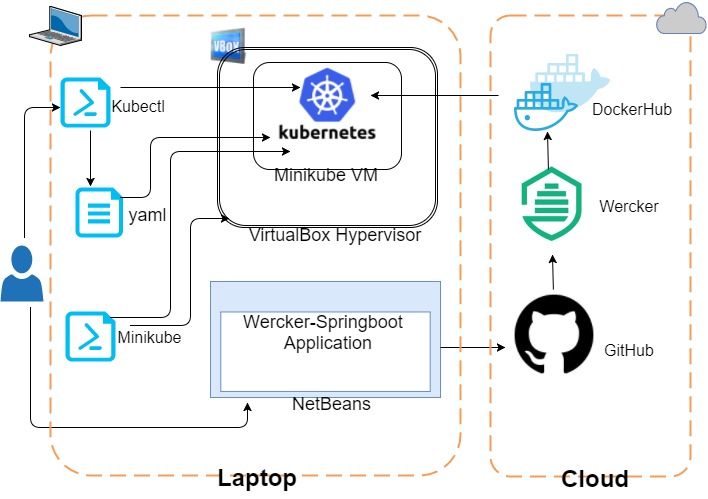 VBOX
Kubectl
kubernetes
Minikube VM
DockerHub
yaml
Wercker
VirtualBox Hypervisor
Minikube
Wercker-Springboot
Application
GitHub
NetBeans
Laptop
Cloud